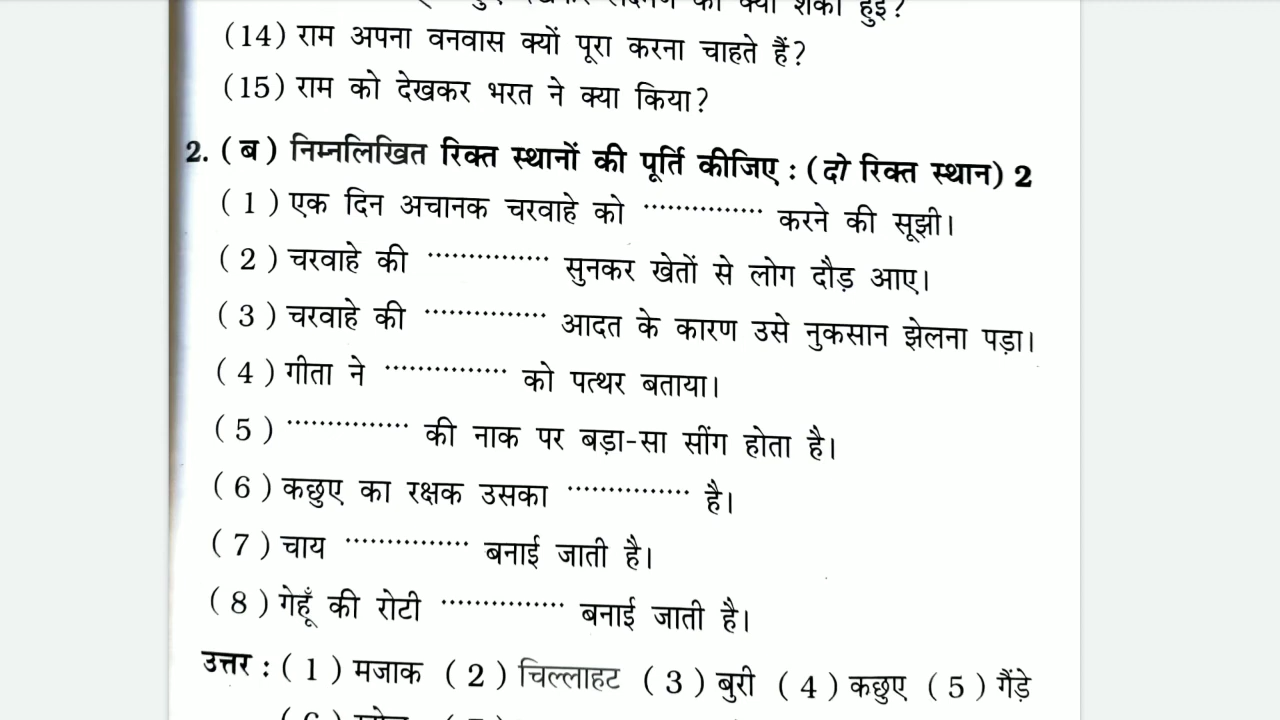 क्या शंका हुई?
(14) राम अपना वनवास क्यों पूरा करना चाहते हैं?
(15) राम को देखकर भरत ने क्या किया?
2. (ब) निम्नलिखित रिक्त स्थानों की पूर्ति कीजिए : (दो रिक्त स्थान) 2
(1) एक दिन अचानक चरवाहे को ............... करने की सूझी।
(2) चरवाहे की ............... सुनकर खेतों से लोग दौड़ आए।
(3) चरवाहे की ............... आदत के कारण उसे नुकसान झेलना पड़ा।
(4) गीता ने ............... को पत्थर बताया।
(5) ............... की नाक पर बड़ा-सा सींग होता है।
(6) कछुए का रक्षक उसका ............... है।
(7) चाय ............... बनाई जाती है।
(8) गेहूँ की रोटी ............... बनाई जाती है।
उत्तर : (1) मजाक (2) चिल्लाहट (3) बुरी (4) कछुए (5) गैंडे